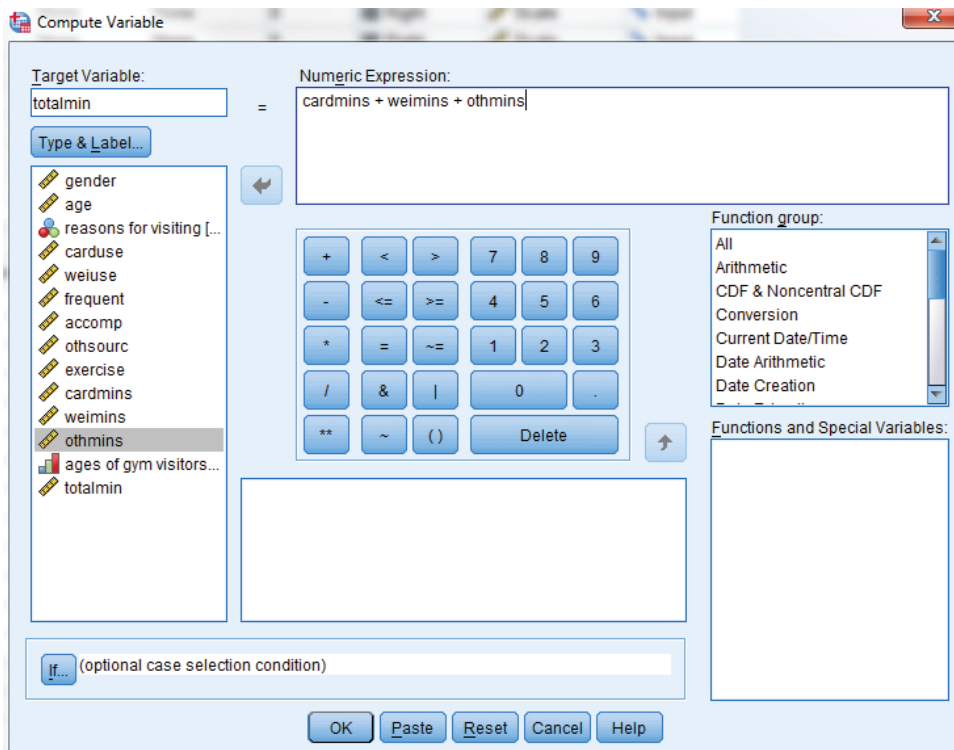 Compute Variable
Target Variable:
totalmin
=
Numeric Expression:
cardmins + weimins + othmins
Type & Label...
gender
age
reasons for visiting [...
carduse
weiuse
frequent
accomp
othsourc
exercise
cardmins
weimins
othmins
ages of gym visitors...
totalmin
+ < > 7 8 9
- <= >= 4 5 6
* = ~= 1 2 3
/ & | 0 .
** ~ ( ) Delete
Function group:
All
Arithmetic
CDF & Noncentral CDF
Conversion
Current Date/Time
Date Arithmetic
Date Creation
Functions and Special Variables:
If... (optional case selection condition)
OK Paste Reset Cancel Help